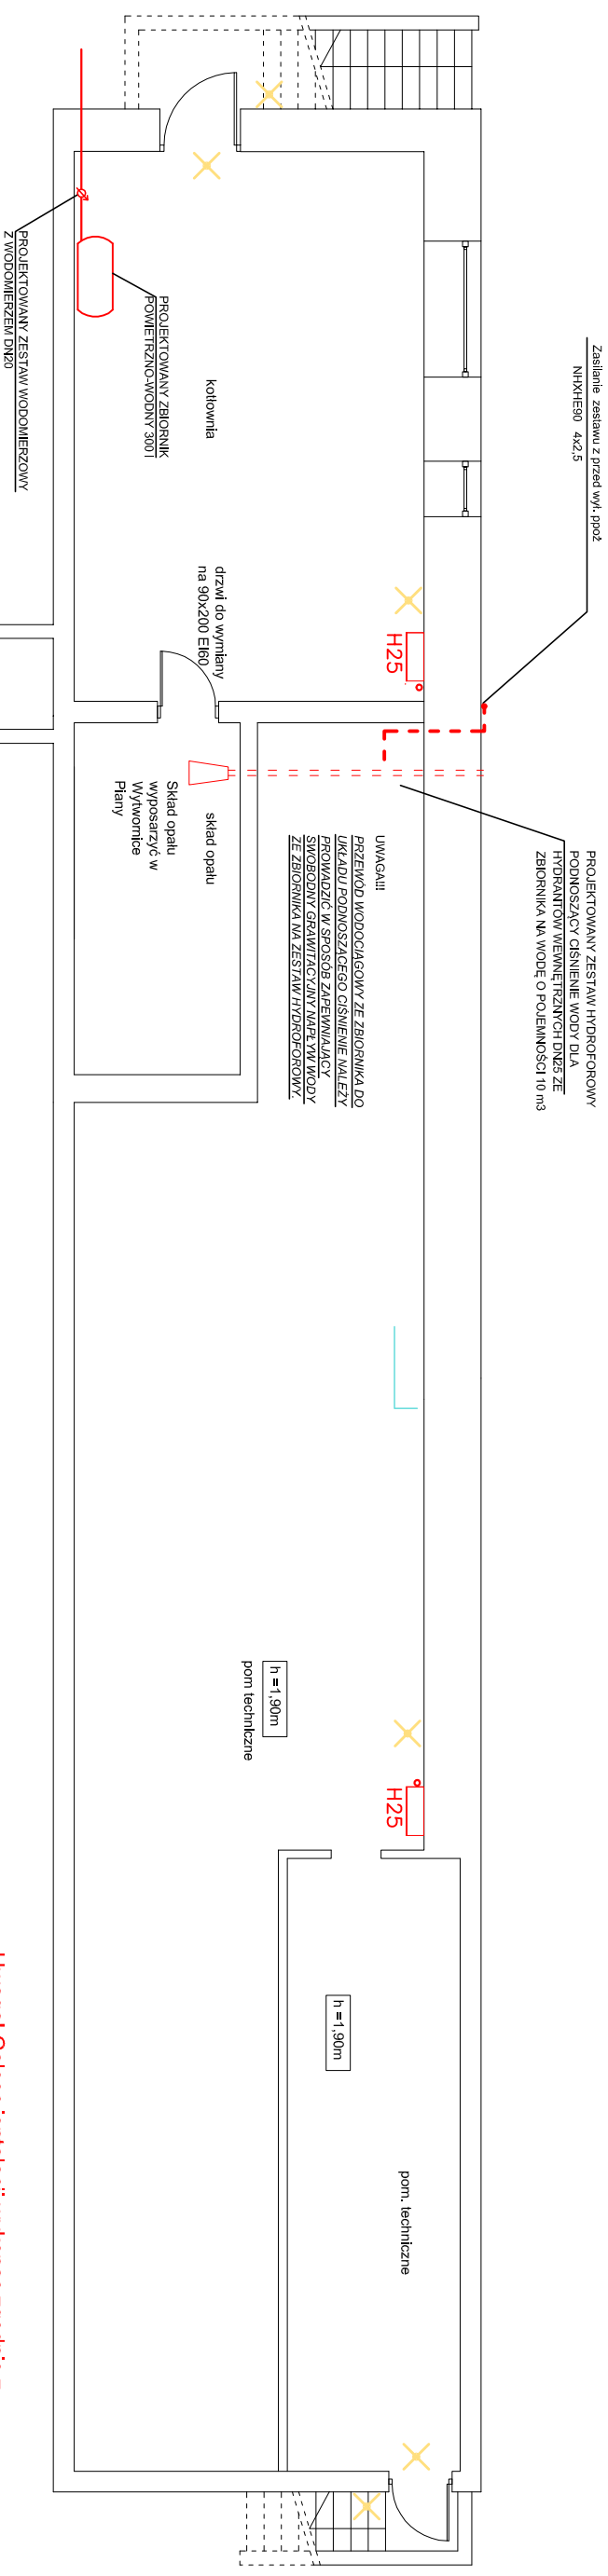 Zasilanie zestawu z przed wył. ppoż
NHXHE90 4x2,5
PROJEKTOWANY ZESTAW HYDROFOROWY
PODNOSZĄCY CIŚNIENIE WODY DLA
HYDRANTÓW WEWNĘTRZNYCH DN25 ZE
ZBIORNIKA NA WODĘ O POJEMNOŚCI 10 m3
H25
drzwi do wymiany
na 90x200 EI60
kotłownia
PROJEKTOWANY ZBIORNIK
POWIETRZNO-WODNY 300 l
PROJEKTOWANY ZESTAW WODOMIERZOWY
Z WODOMIERZEM DN20
UWAGA!!!
PRZEWÓD WODOCIĄGOWY ZE ZBIORNIKA DO
UKŁADU PODNOSZĄCEGO CIŚNIENIE NALEŻY
PROWADZIĆ W SPOSÓB ZAPEWNIAJĄCY
SWOBODNY GRAWITACYJNY NAPŁYW WODY
ZE ZBIORNIKA NA ZESTAW HYDROFOROWY.
skład opału
Skład opału
wyposarzyć w
Wytwornice
Piany
H25
h =1,90m
pom techniczne
h =1,90m
pom. techniczne